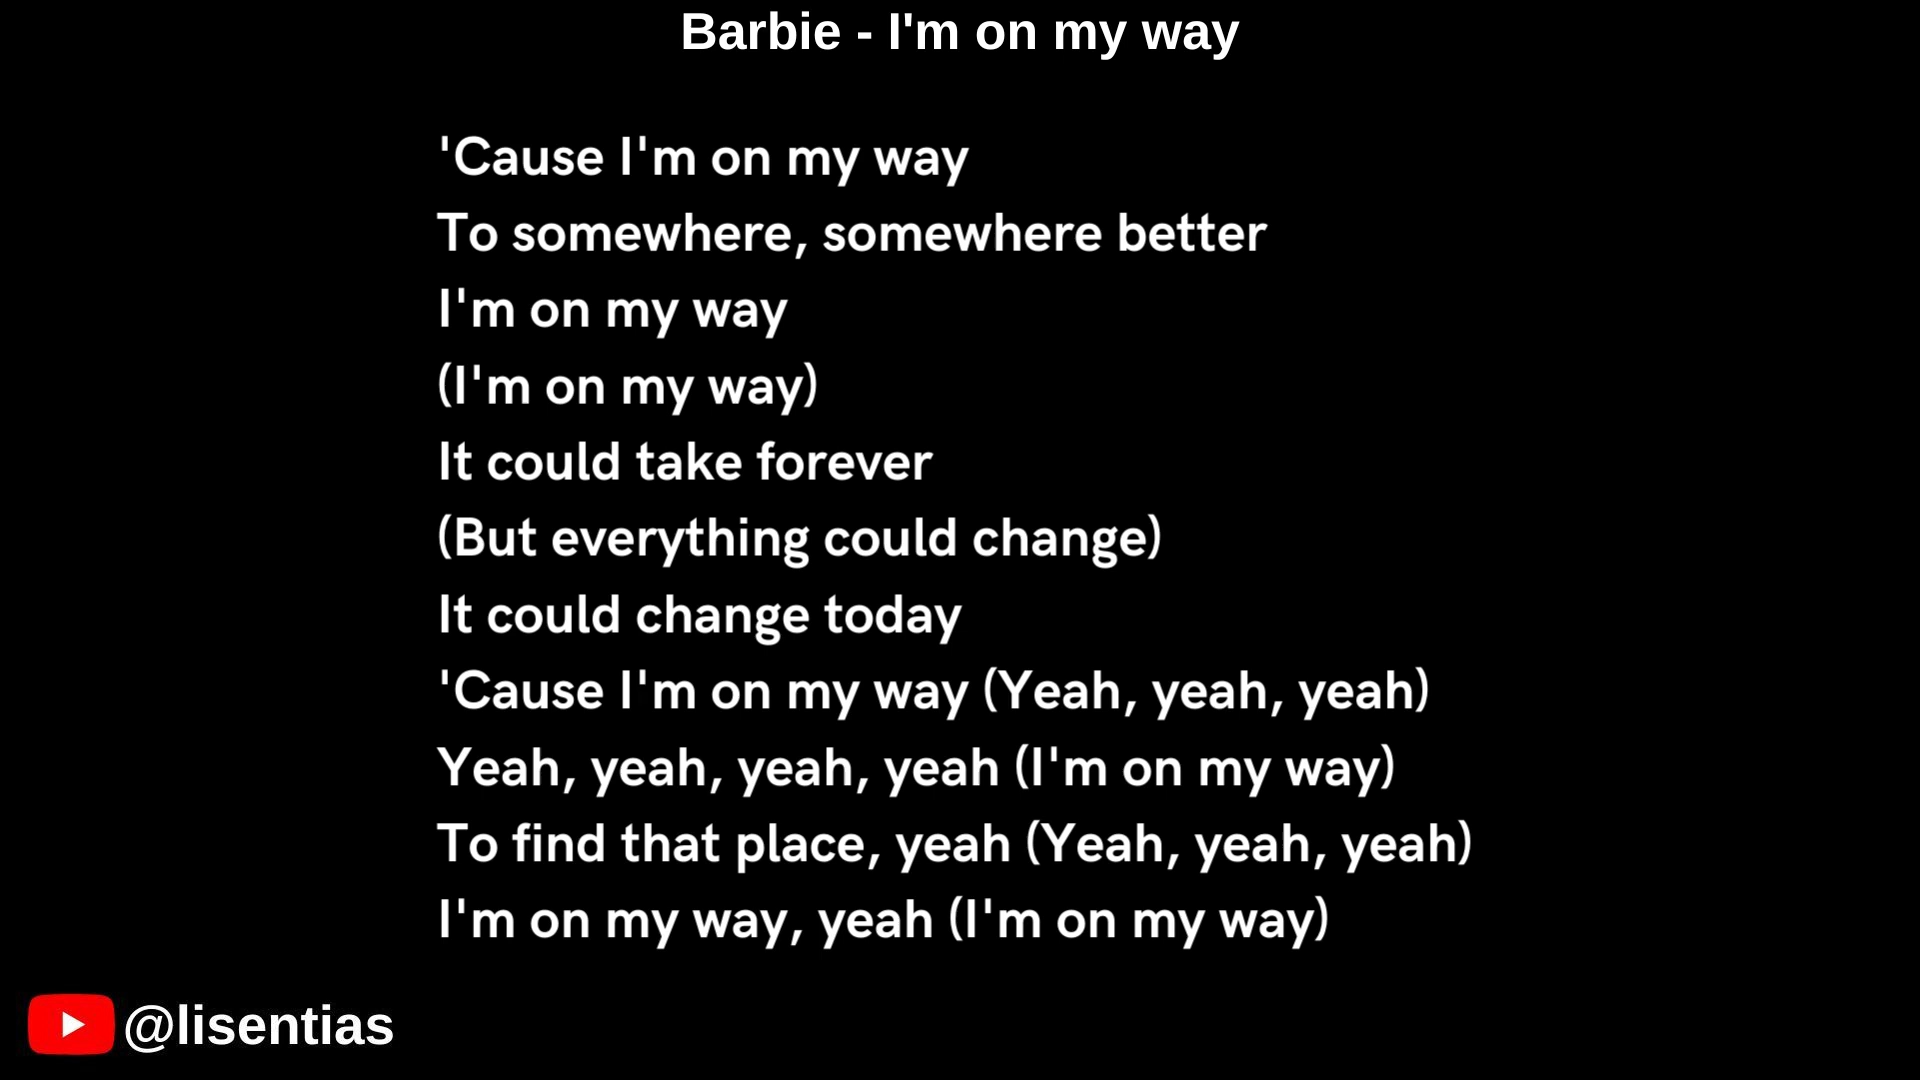 Barbie - I'm on my way
'Cause I'm on my way
To somewhere, somewhere better
I'm on my way
(I'm on my way)
It could take forever
(But everything could change)
It could change today
'Cause I'm on my way (Yeah, yeah, yeah)
Yeah, yeah, yeah, yeah (I'm on my way)
To find that place, yeah (Yeah, yeah, yeah)
I'm on my way, yeah (I'm on my way)
@lisentias